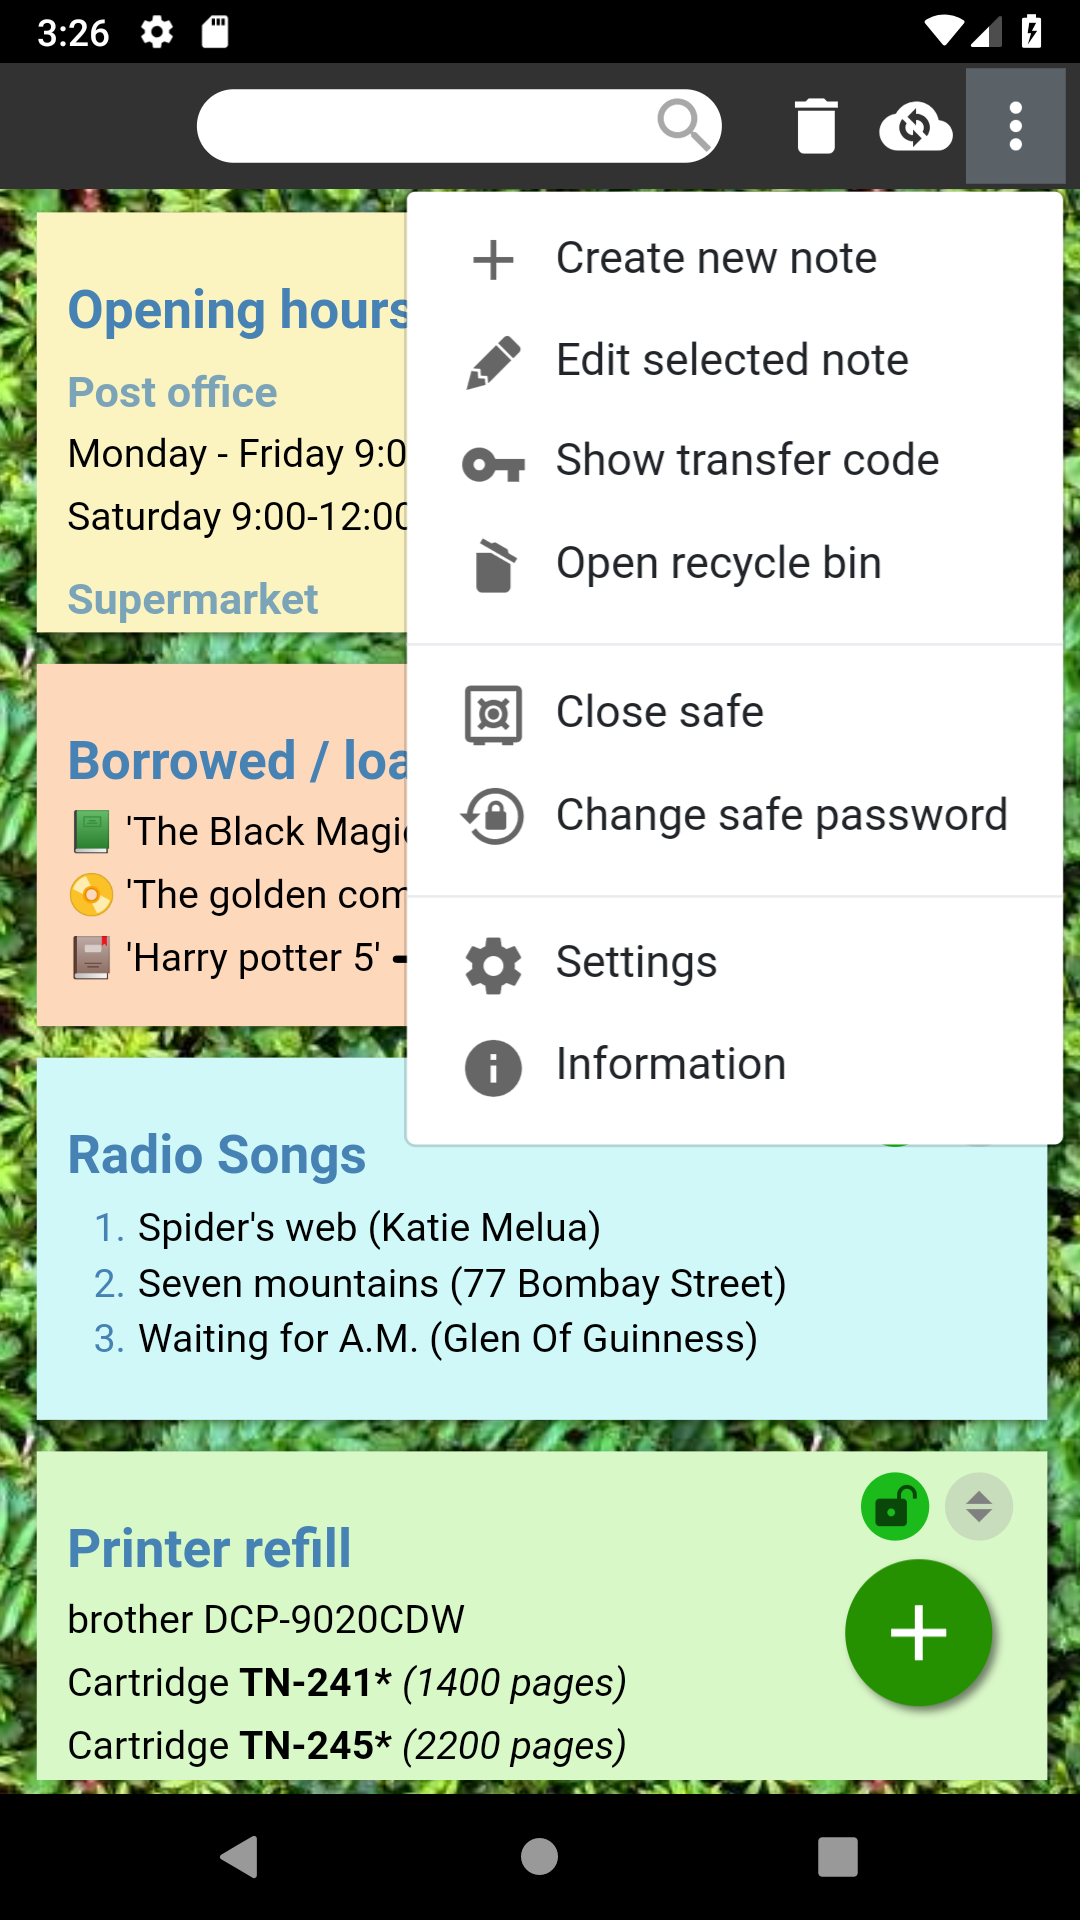 3:26
Create new note
Edit selected note
Show transfer code
Open recycle bin
Close safe
Change safe password
Settings
Information
Opening hours
Post office
Monday - Friday 9:0
Saturday 9:00-12:00
Supermarket
Borrowed / loa
'The Black Magic
'The golden com
'Harry potter 5' -
Radio Songs
1. Spider's web (Katie Melua)
2. Seven mountains (77 Bombay Street)
3. Waiting for A.M. (Glen Of Guinness)
Printer refill
brother DCP-9020CDW
Cartridge TN-241* (1400 pages)
Cartridge TN-245* (2200 pages)